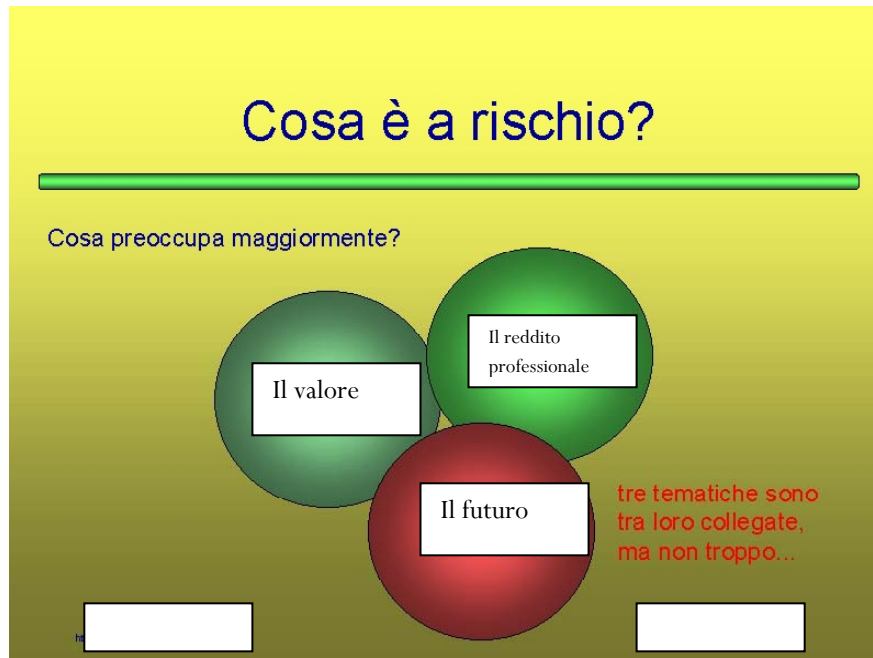 Cosa è a rischio?
Cosa preoccupa maggiormente?
Il reddito
professionale
Il valore
Il futuro
tre tematiche sono
tra loro collegate,
ma non troppo...